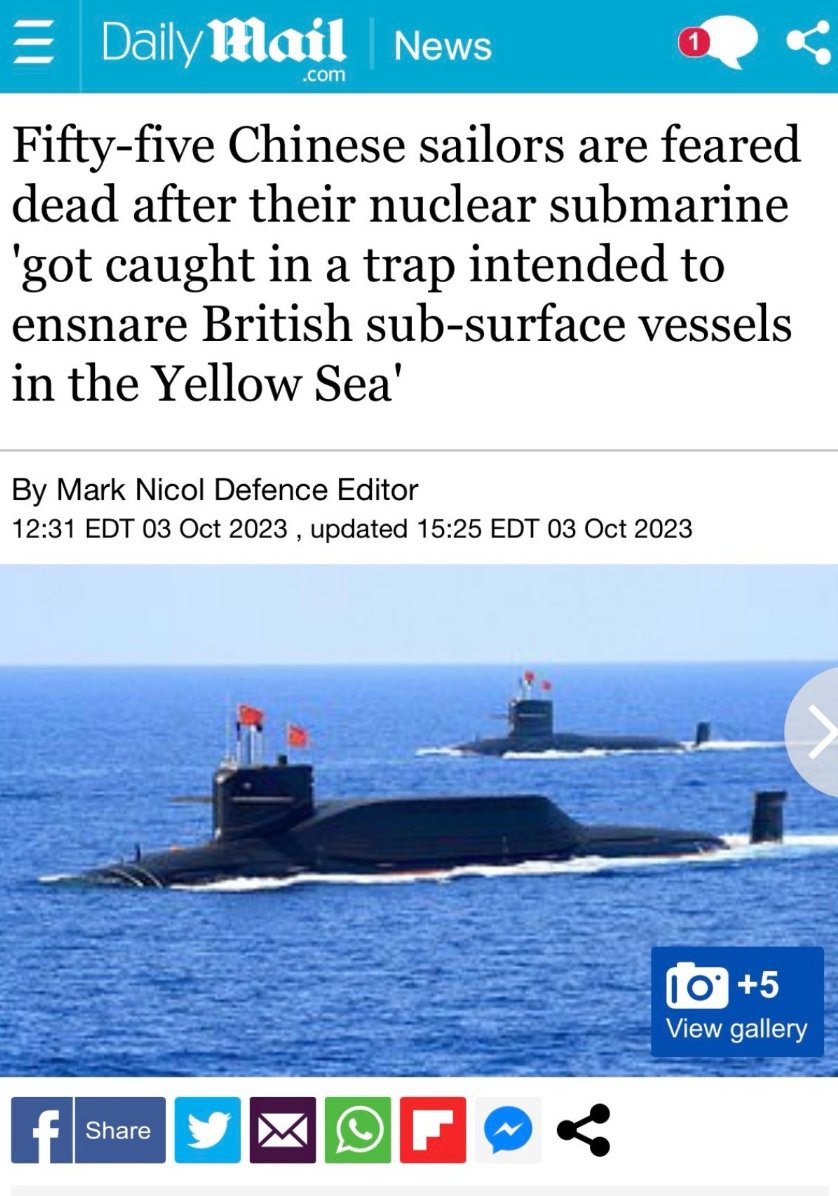 Daily Mail .com News 1
Fifty-five Chinese sailors are feared
dead after their nuclear submarine
'got caught in a trap intended to
ensnare British sub-surface vessels
in the Yellow Sea'
By Mark Nicol Defence Editor
12:31 EDT 03 Oct 2023 , updated 15:25 EDT 03 Oct 2023
+5
View gallery
f Share